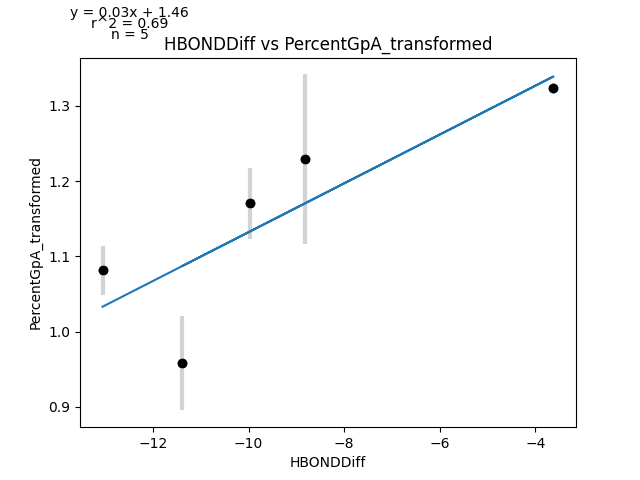 y = 0.03x + 1.46
r^2 = 0.69
n = 5
HBONDDiff vs PercentGpA_transformed
PercentGpA_transformed
1.3
1.2
1.1
1.0
0.9
−12 −10 −8 −6 −4
HBONDDiff